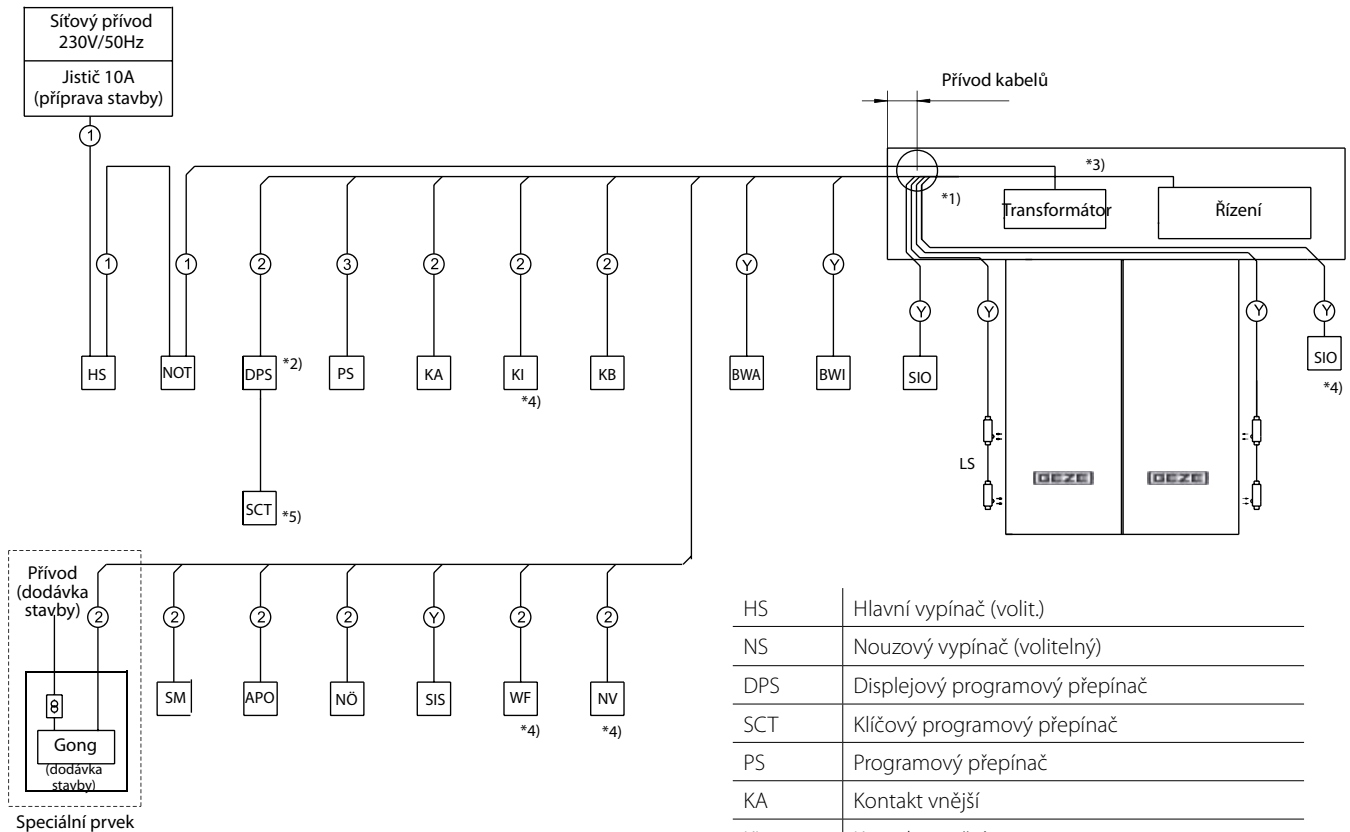 Síťový přívod
230V/50Hz
Jistič 10A
(příprava stavby)
1
Přívod kabelů
*3)
*1)
Transformátor
Řízení
1
1
2
3
2
2
2
Y
Y
Y
Y
Y
Y
HS
NOT
DPS
*2)
PS
KA
KI
*4)
KB
BWA
BWI
SIO
SIO
*4)
LS
GEZE
GEZE
SCT
*5)
Přívod
(dodávka
stavby)
2
2
2
2
Y
2
2
SM
APO
NÖ
SIS
WF
*4)
NV
*4)
8
Gong
(dodávka
stavby)
Speciální prvek
HS Hlavní vypínač (volit.)
NS Nouzový vypínač (volitelný)
DPS Displejový programový přepínač
SCT Klíčový programový přepínač
PS Programový přepínač
KA Kontakt vnější